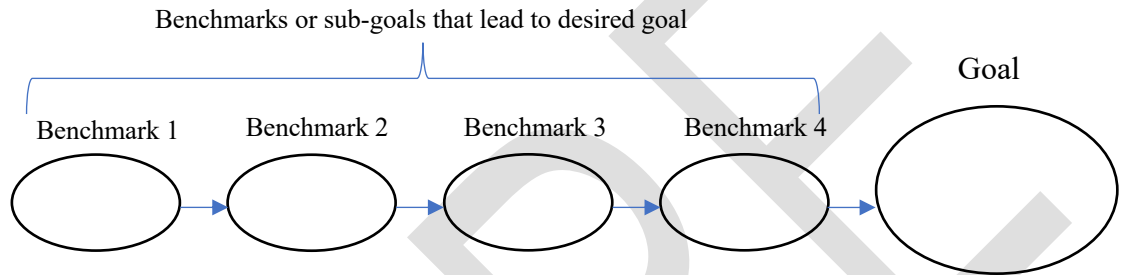 Benchmarks or sub-goals that lead to desired goal
Goal
Benchmark 1 Benchmark 2 Benchmark 3 Benchmark 4